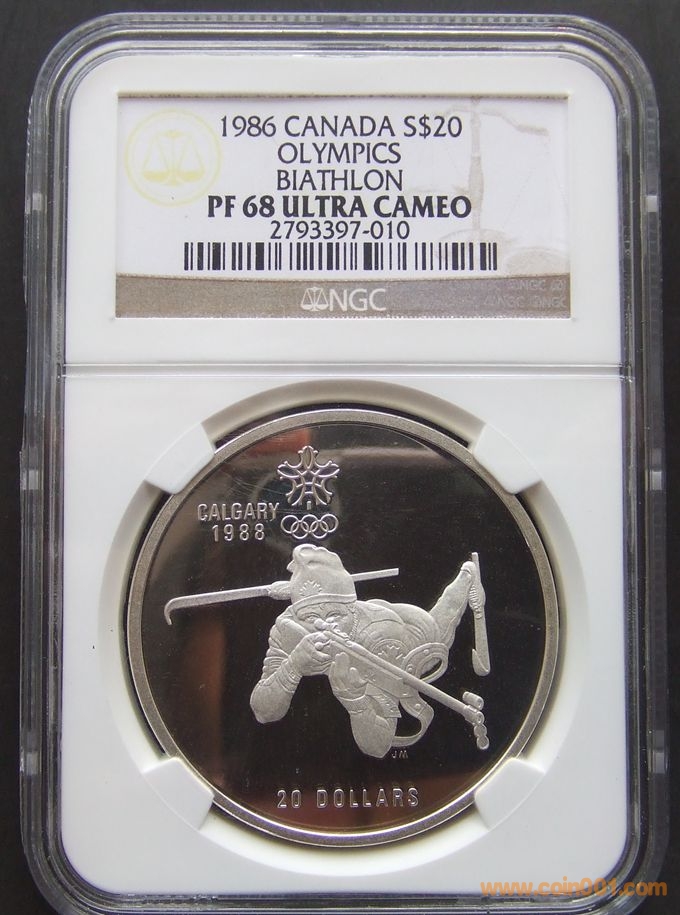 1986 CANADA S$20
OLYMPICS
BIATHLON
PF 68 ULTRA CAMEO
2793397-010
NGC
CALGARY
1988
JM
20 DOLLARS
www.coin001.com